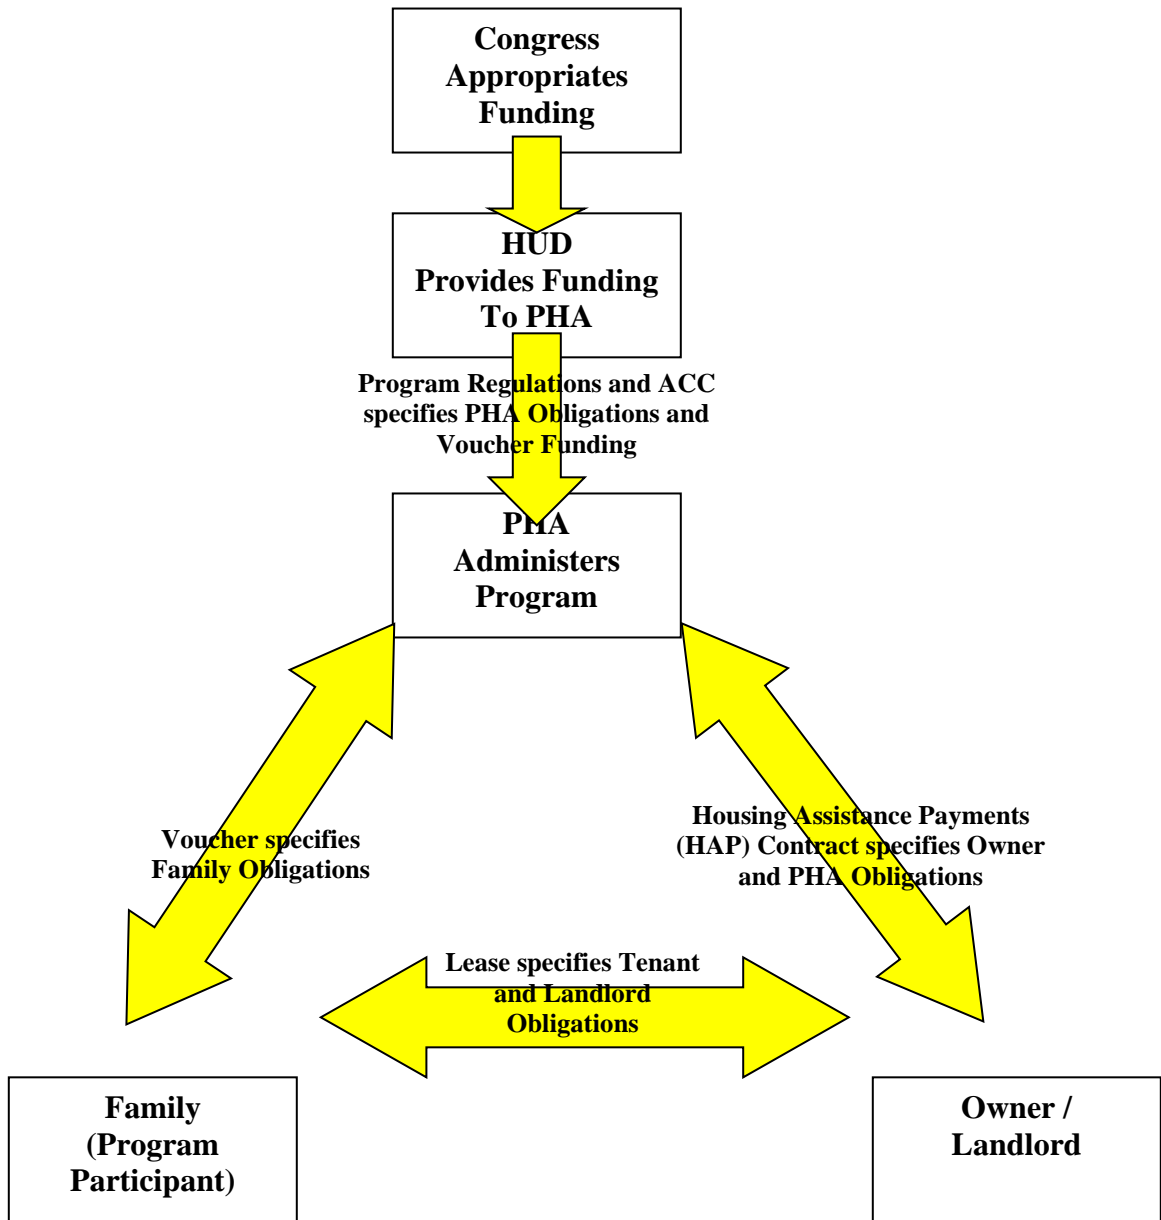 Congress
Appropriates
Funding
HUD
Provides Funding
To PHA
Program Regulations and ACC
specifies PHA Obligations and
Voucher Funding
PHA
Administers
Program
Voucher specifies
Family Obligations
Housing Assistance Payments
(HAP) Contract specifies Owner
and PHA Obligations
Lease specifies Tenant
and Landlord
Obligations
Family
(Program
Participant)
Owner /
Landlord